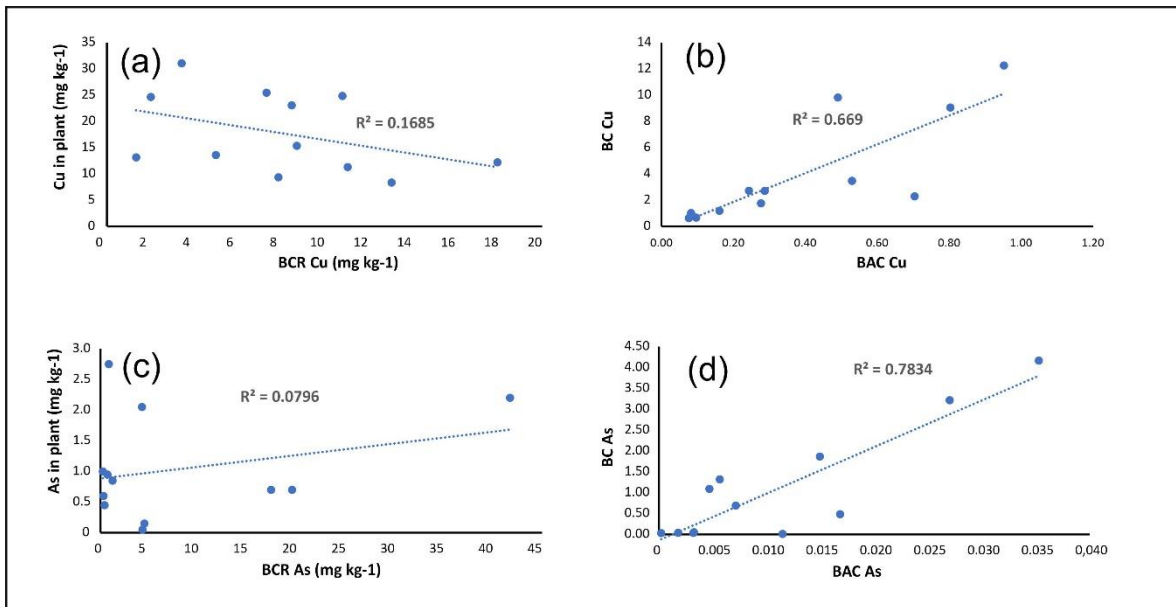 (a)
Cu in plant (mg kg-1)
35
30
25
20
15
10
5
0
R² = 0.1685
0 2 4 6 8 10 12 14 16 18 20
BCR Cu (mg kg-1)
(b)
BC Cu
14
12
10
8
6
4
2
0
R² = 0.669
0.00 0.20 0.40 0.60 0.80 1.00 1.20
BAC Cu
(c)
As in plant (mg kg-1)
3.0
2.5
2.0
1.5
1.0
0.5
0
R² = 0.0796
0 5 10 15 20 25 30 35 40 45
BCR As (mg kg-1)
(d)
BC As
4.50
4.00
3.50
3.00
2.50
2.00
1.50
1.00
0.50
0.00
R² = 0.7834
0 0.005 0.010 0.015 0.020 0.025 0.030 0.035 0,040
BAC As